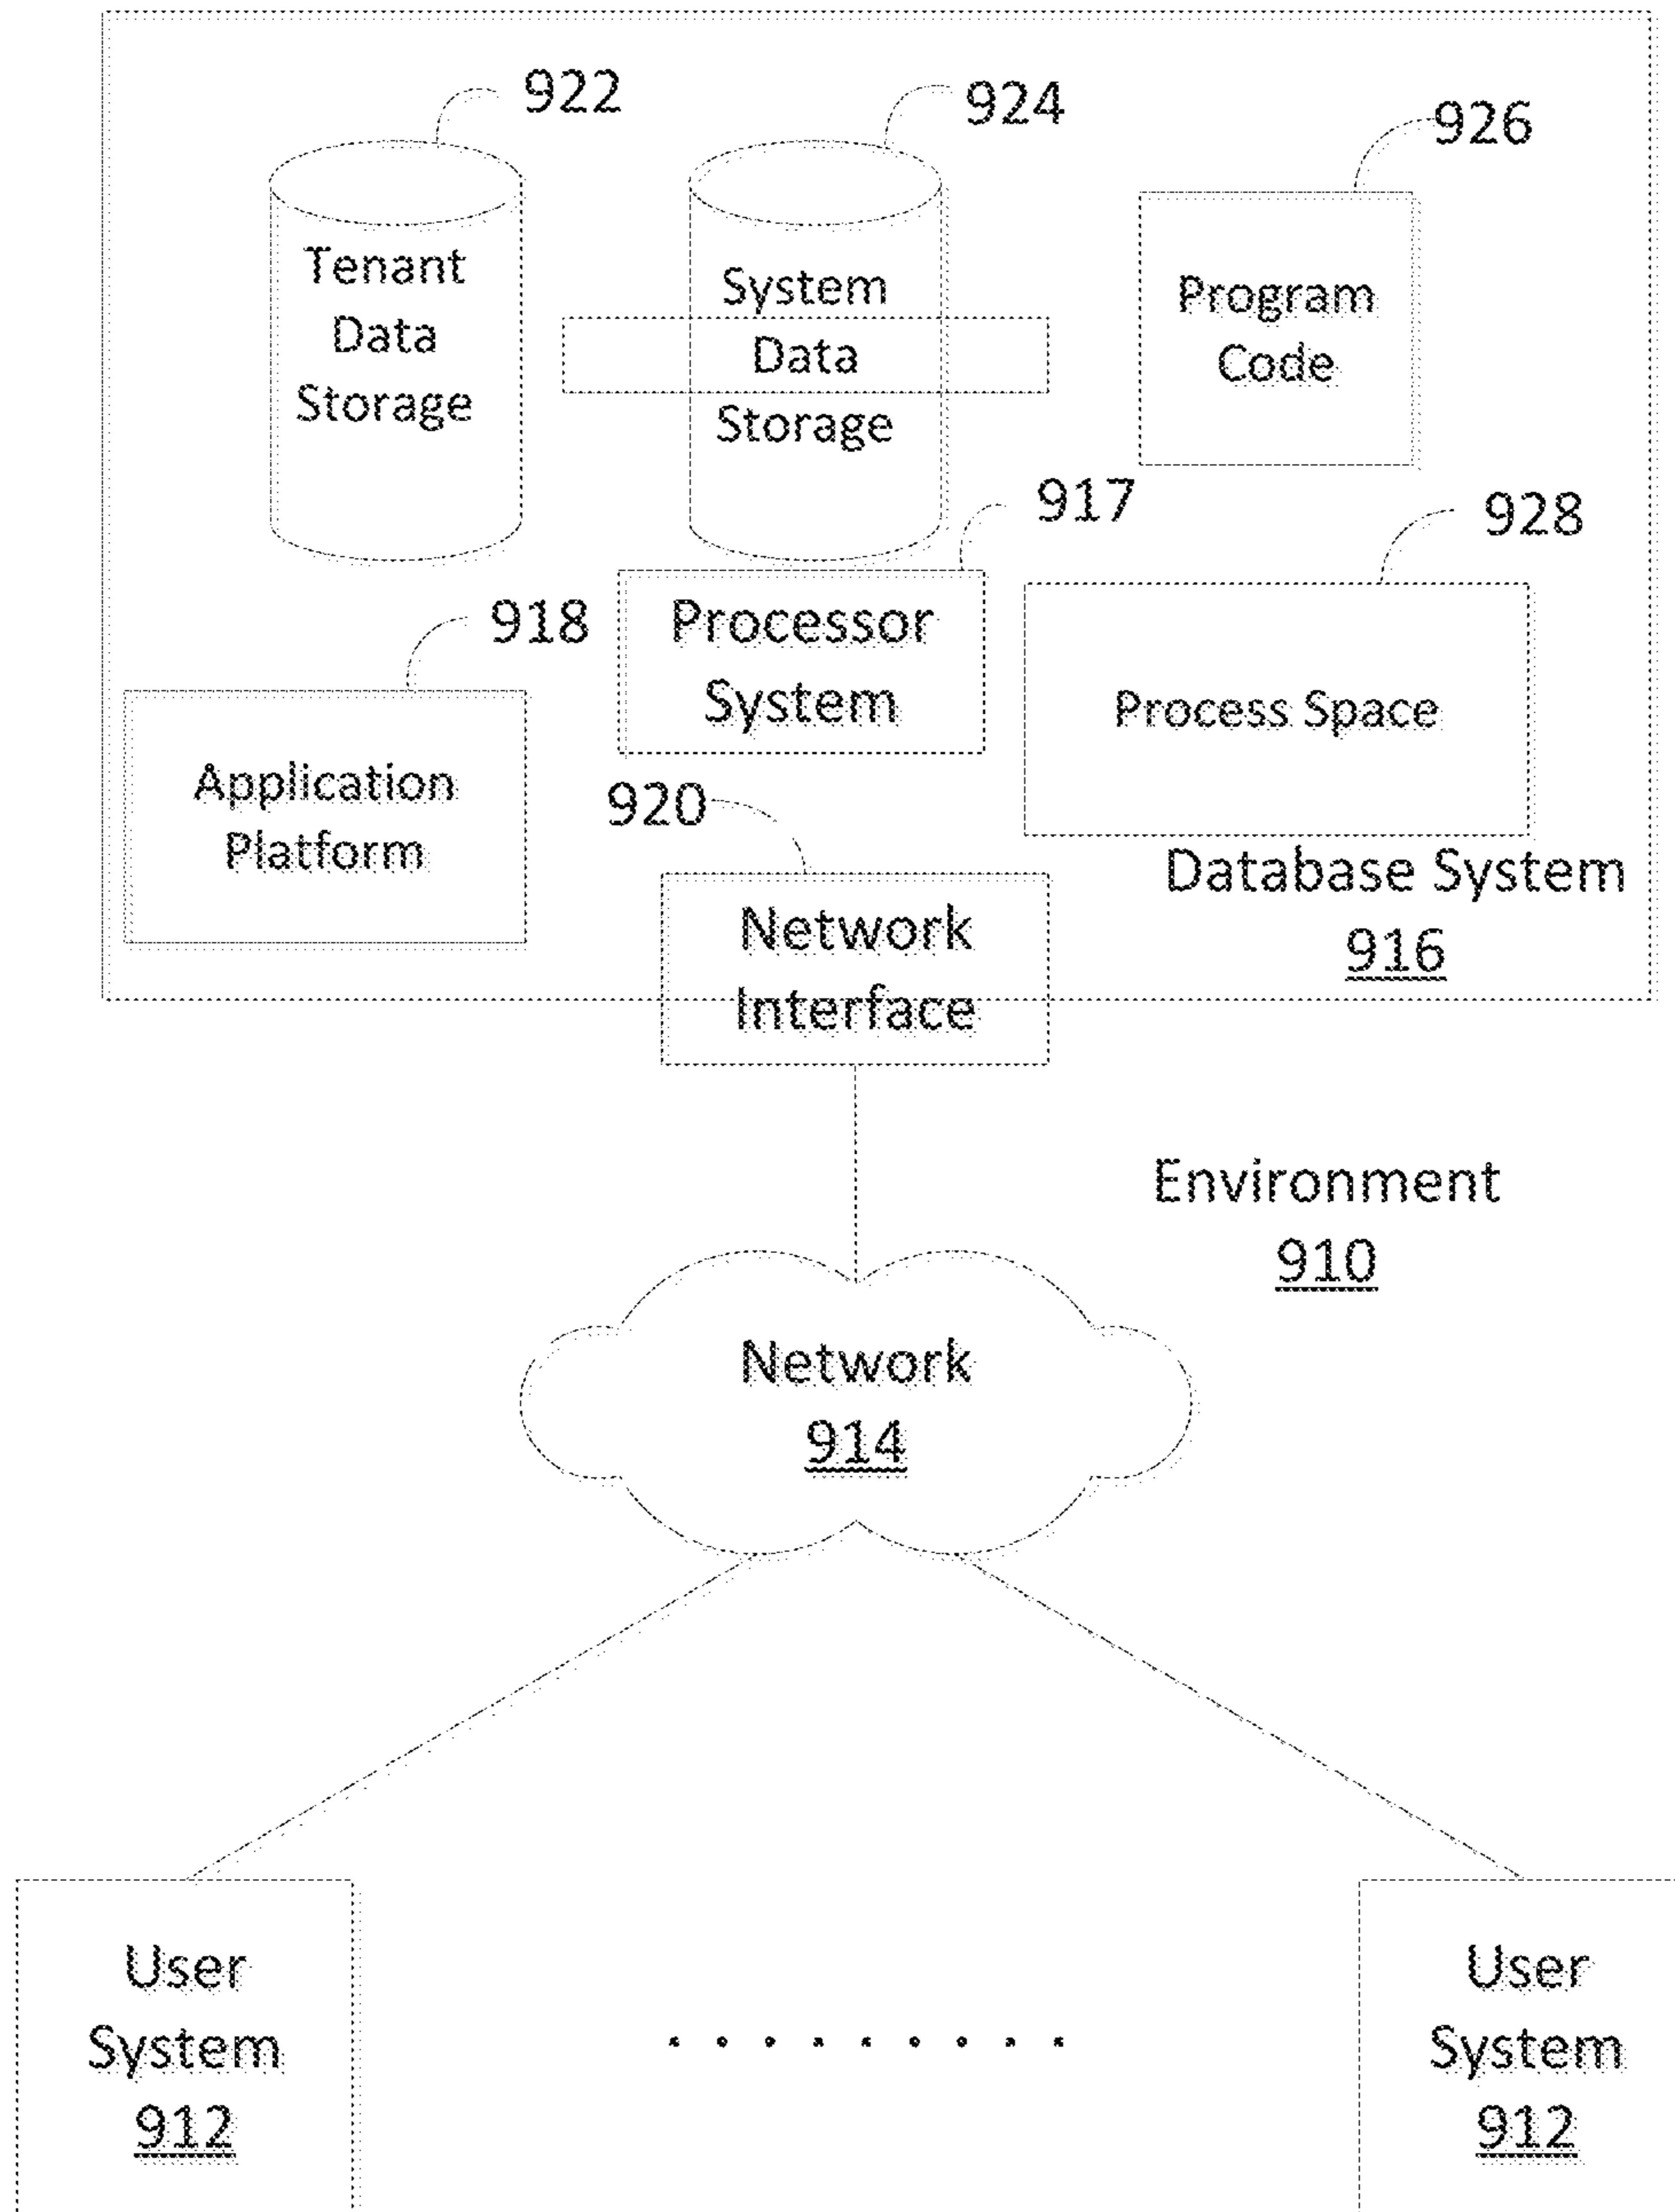 922
924
926
Tenant
Data
Storage
System
Data
Storage
Program
Code
917
928
918
Processor
System
Process Space
Application
Platform
920
Database System
916
Network
Interface
Environment
910
Network
914
User
System
912
User
System
912